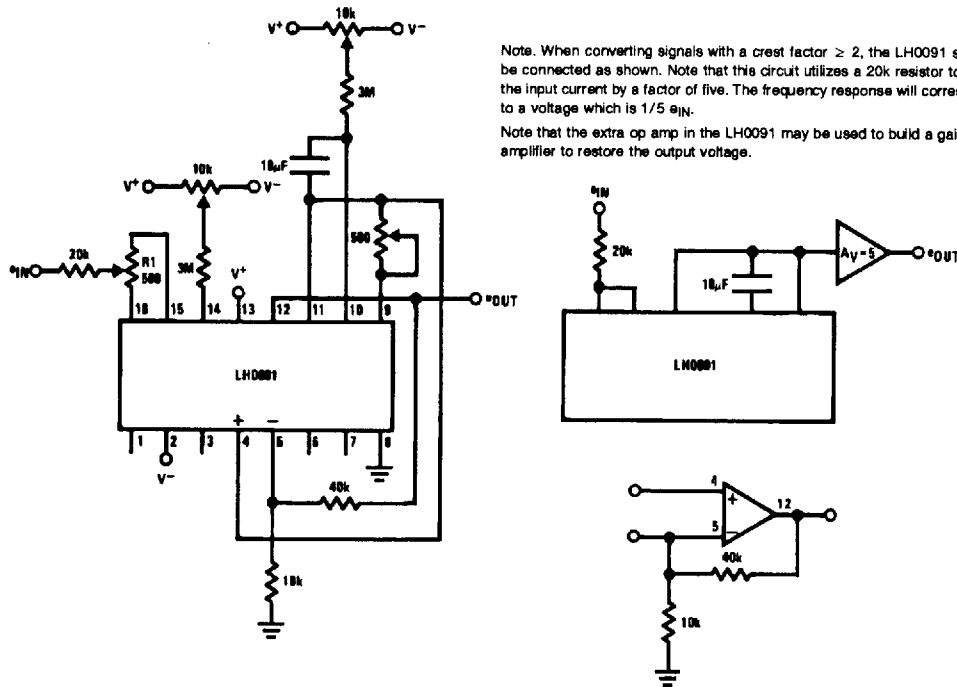 10k
V+ V−
3M
10µF
10k
V+ V−
500
20k
eIN
R1
500
3M
V+
16 15 14 13 12 11 10 9
eOUT
LH0091
+ −
1 2 3 4 5 6 7 8
V−
40k
10k
Note. When converting signals with a crest factor ≥ 2, the LH0091 s
be connected as shown. Note that this circuit utilizes a 20k resistor to
the input current by a factor of five. The frequency response will corres
to a voltage which is 1/5 eIN.
Note that the extra op amp in the LH0091 may be used to build a gai
amplifier to restore the output voltage.
eIN
20k
10µF
AV = 5
eOUT
LH0091
4
+
12
5
−
40k
10k